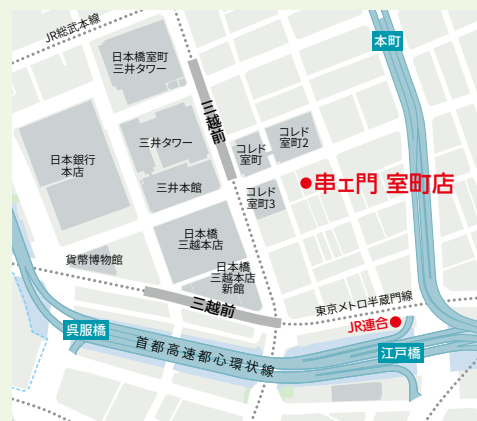 JR総武本線
本町
日本橋室町
三井タワー
三越前
コレド
室町2
コレド
室町
三井タワー
日本銀行
本店
三井本館
コレド
室町3
串ェ門 室町店
日本橋
三越本店
貨幣博物館
日本橋
三越本店
新館
三越前
東京メトロ半蔵門線
JR連合
呉服橋
首都高速都心環状線
江戸橋